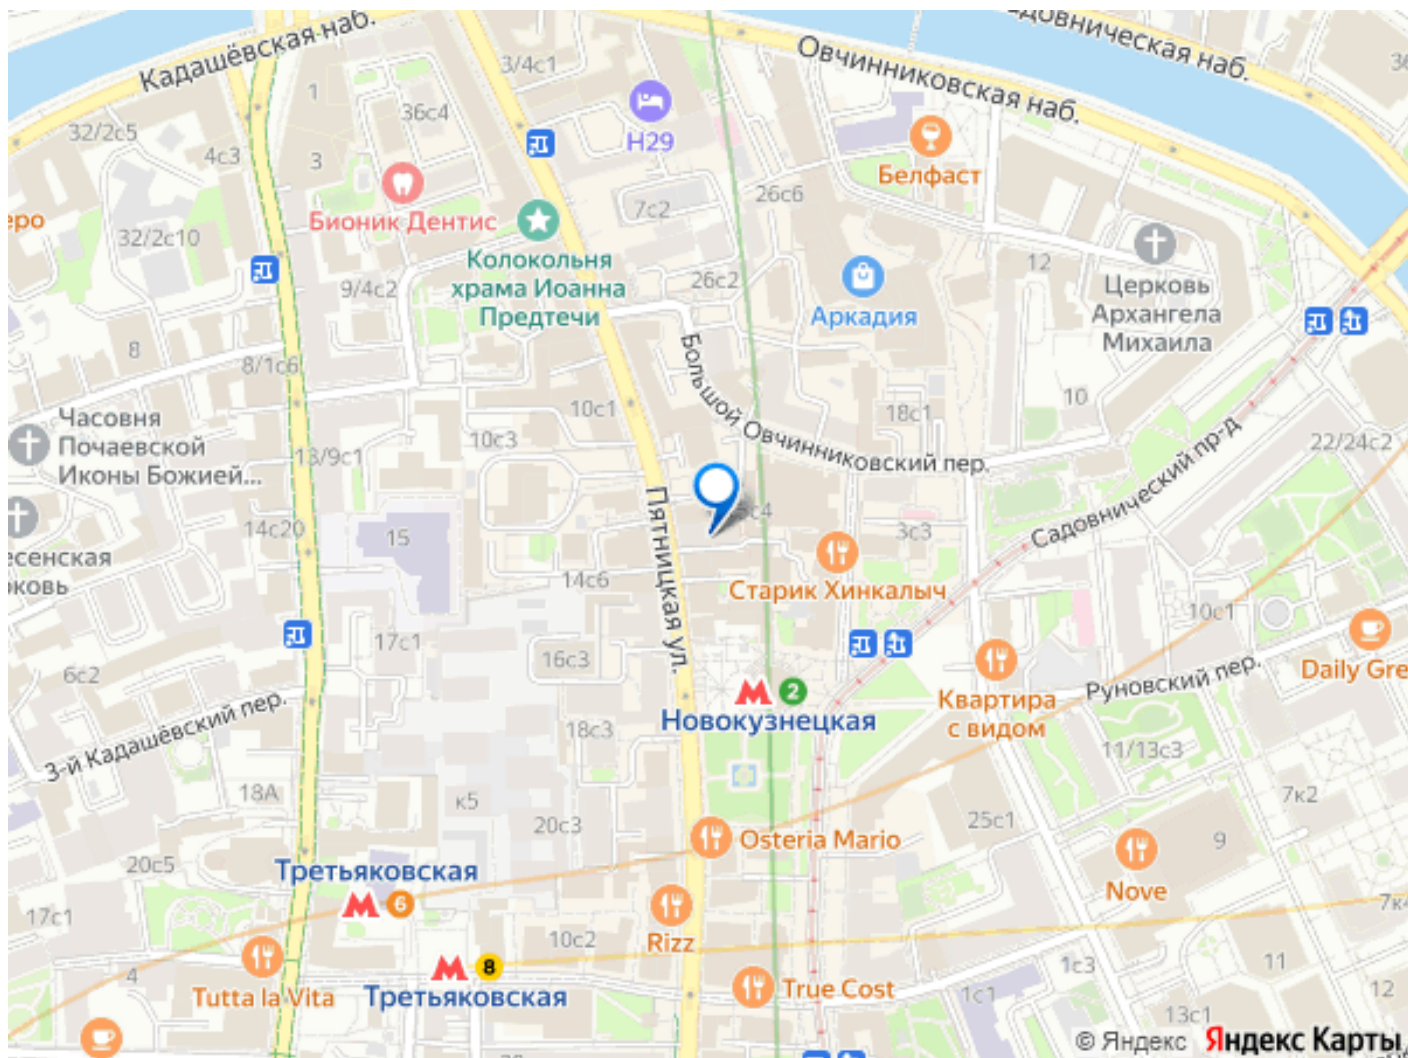 Кадашёвская наб.
3/4с1
Овчинниковская наб.
адовническая наб.
36
1
36с4
H29
32/2с5
4с3
3
Белфаст
26с6
Бионик Дентис
7с2
еро
32/2с10
Колокольня
храма Иоанна
Предтечи
9/4с2
26с2
Аркадия
12
Церковь
Архангела
Михаила
8
8/1с6
Большой Овчинниковский пер.
10с1
10с3
18с1
10
22/24с2
Часовня
Почаевской
Иконы Божией...
13/9с1
Садовнический пр-д
14с20
15
Пятницкая ул.
5с4
3с3
есенская
рковь
14с6
Старик Хинкалыч
10с1
17с1
16с3
6с2
Daily Gre
Руновский пер.
2
Новокузнецкая
Квартира
с видом
3-й Кадашёвский пер.
18с3
11/13с3
18А
к5
20с3
7к2
25с1
9
Osteria Mario
20с5
Третьяковская
6
Nove
17с1
7к4
Rizz
10с2
8
4
Tutta la Vita
Третьяковская
True Cost
1с3
11
1с1
12
13с1
© Яндекс Яндекс Карты